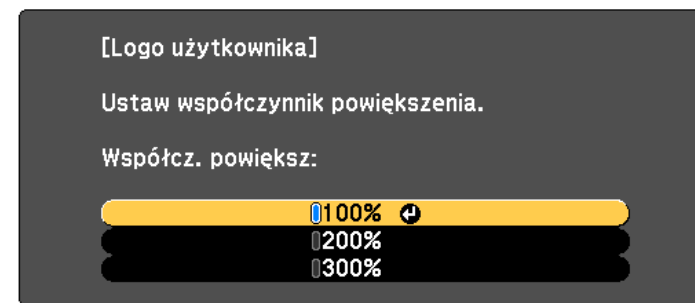 [Logo użytkownika]
Ustaw współczynnik powiększenia.
Współcz. powiększ:
100%
200%
300%